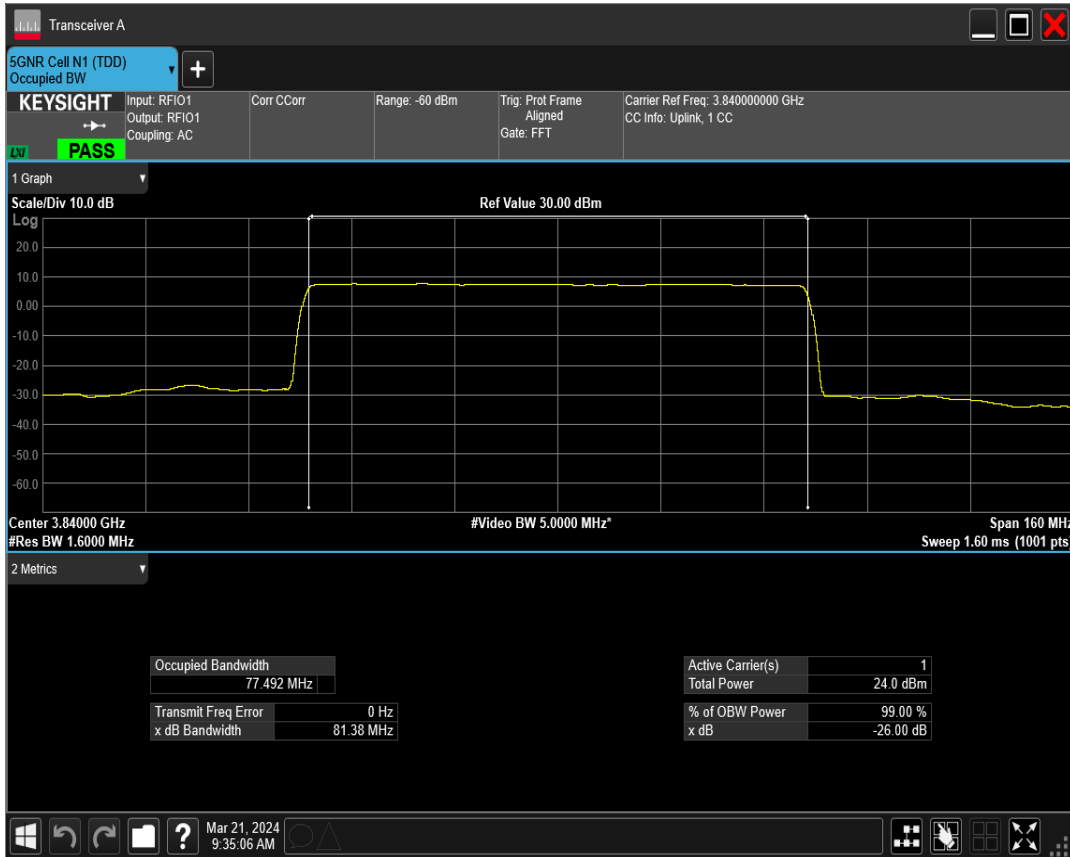 Transceiver A
5GNR Cell N1 (TDD)
Occupied BW
+
KEYSIGHT
LXI
PASS
Input: RFIO1
Output: RFIO1
Coupling: AC
Corr CCorr
Range: -60 dBm
Trig: Prot Frame
Aligned
Gate: FFT
Carrier Ref Freq: 3.840000000 GHz
CC Info: Uplink, 1 CC
1 Graph
Scale/Div 10.0 dB
Ref Value 30.00 dBm
Log
20.0
10.0
0.00
-10.0
-20.0
-30.0
-40.0
-50.0
-60.0
Center 3.84000 GHz
#Video BW 5.0000 MHz*
Span 160 MHz
#Res BW 1.6000 MHz
Sweep 1.60 ms (1001 pts)
2 Metrics
Occupied Bandwidth
77.492 MHz
Transmit Freq Error 0 Hz
x dB Bandwidth 81.38 MHz
Active Carrier(s) 1
Total Power 24.0 dBm
% of OBW Power 99.00 %
x dB -26.00 dB
?
Mar 21, 2024
9:35:06 AM